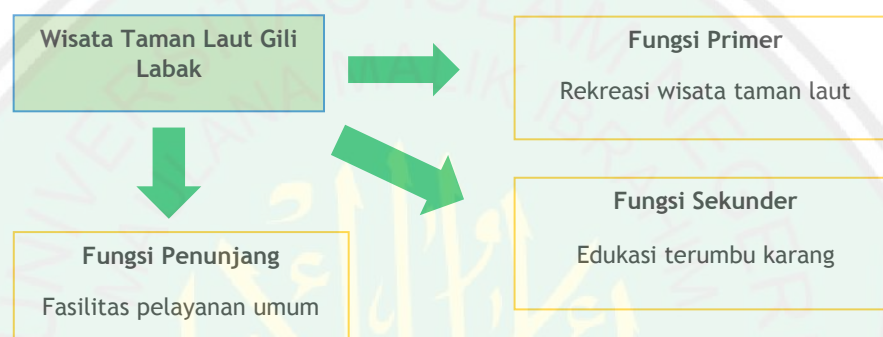 Wisata Taman Laut Gili
Labak
Fungsi Primer
Rekreasi wisata taman laut
Fungsi Sekunder
Edukasi terumbu karang
Fungsi Penunjang
Fasilitas pelayanan umum